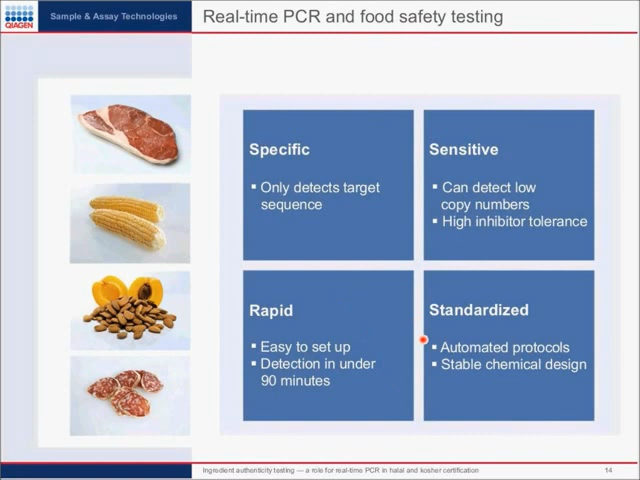 QIAGEN
Sample & Assay Technologies
Real-time PCR and food safety testing
Specific
▪ Only detects target
sequence
Sensitive
▪ Can detect low
copy numbers
▪ High inhibitor tolerance
Rapid
▪ Easy to set up
▪ Detection in under
90 minutes
Standardized
▪ Automated protocols
▪ Stable chemical design
Ingredient authenticity testing — a role for real-time PCR in halal and kosher certification
14